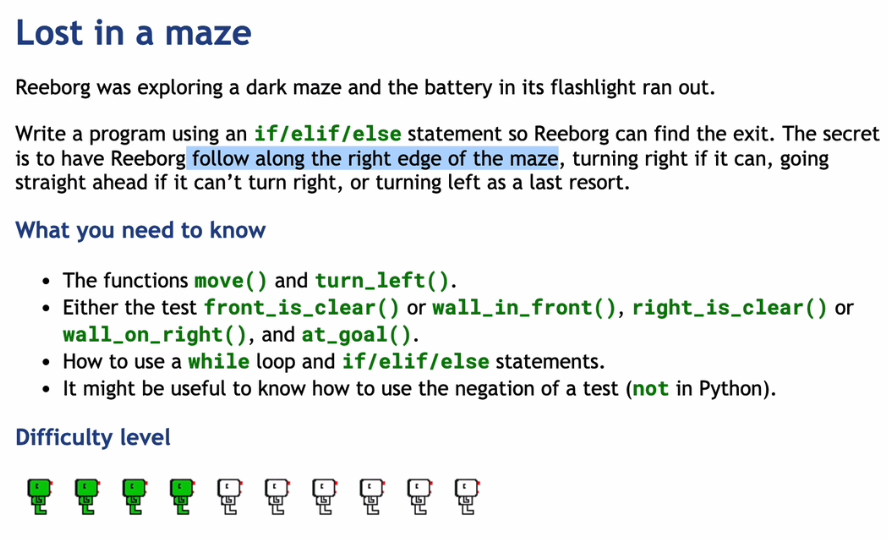 Lost in a maze
Reeborg was exploring a dark maze and the battery in its flashlight ran out.
Write a program using an if/elif/else statement so Reeborg can find the exit. The secret
is to have Reeborg follow along the right edge of the maze, turning right if it can, going
straight ahead if it can’t turn right, or turning left as a last resort.
What you need to know
• The functions move() and turn_left().
• Either the test front_is_clear() or wall_in_front(), right_is_clear() or
wall_on_right(), and at_goal().
• How to use a while loop and if/elif/else statements.
• It might be useful to know how to use the negation of a test (not in Python).
Difficulty level